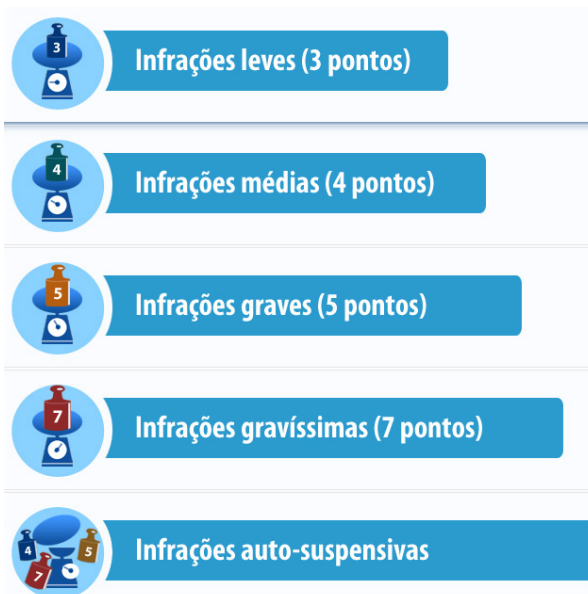 3
Infrações leves (3 pontos)
4
Infrações médias (4 pontos)
5
Infrações graves (5 pontos)
7
Infrações gravíssimas (7 pontos)
4
5
7
Infrações auto-suspensivas